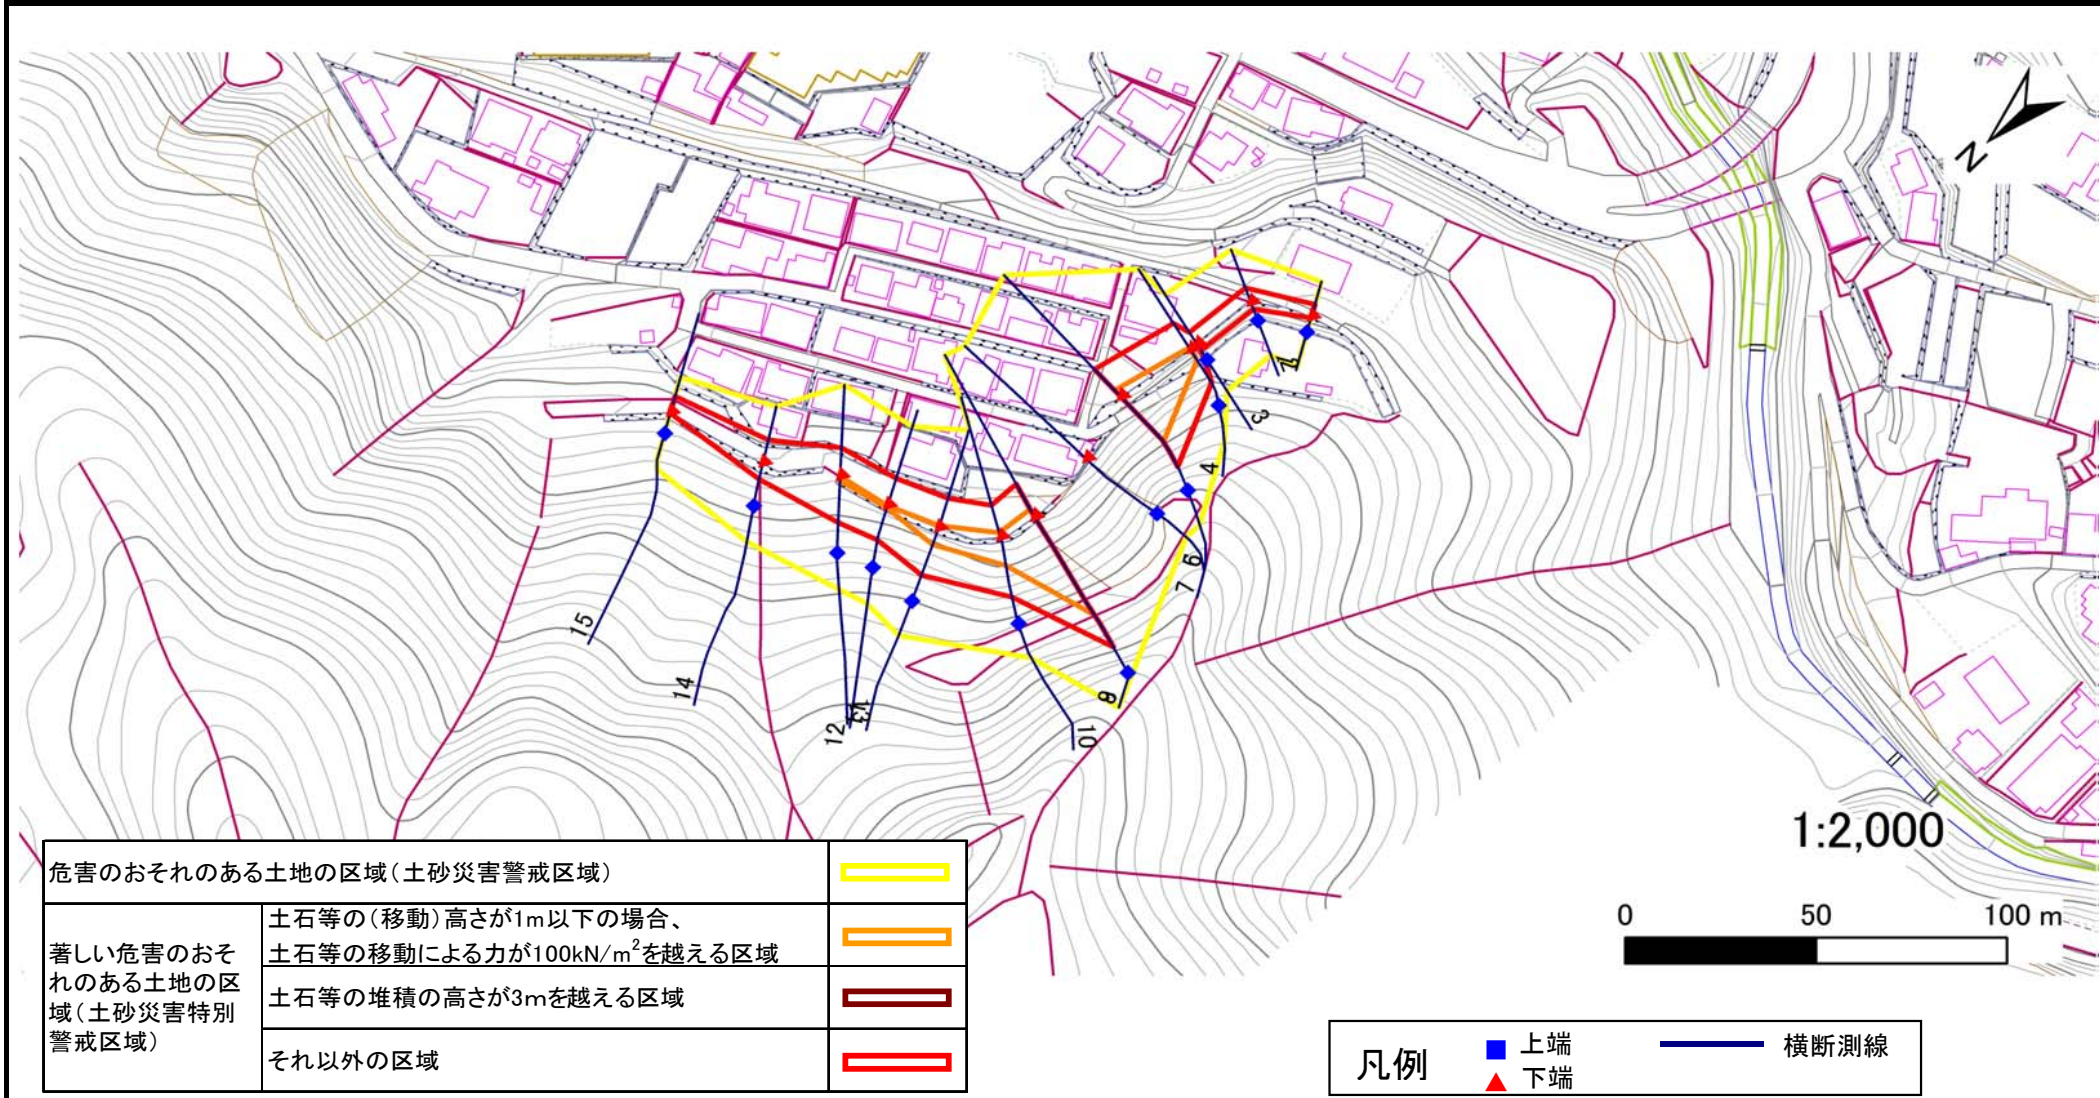 N
3
4
7
15
14
12
10
1:2,000
0 50 100 m
危害のおそれのある土地の区域(土砂災害警戒区域)
著しい危害のおそ
れのある土地の区
域(土砂災害特別
警戒区域)
土石等の(移動)高さが1m以下の場合、
土石等の移動による力が100kN/m²を越える区域
土石等の堆積の高さが3mを越える区域
それ以外の区域
凡例
上端
下端
横断測線